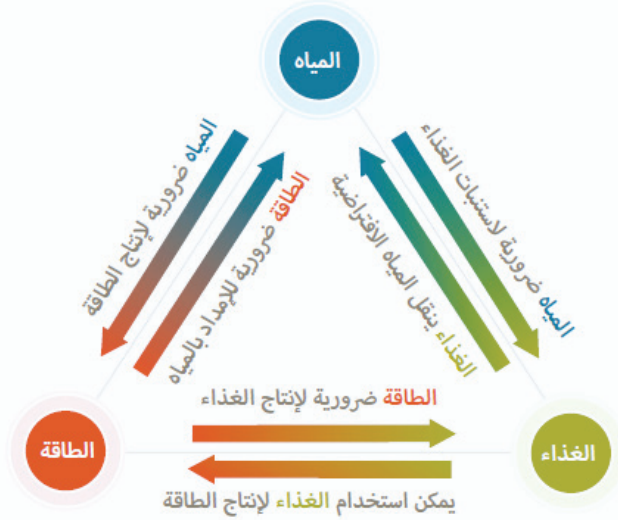 المياه
المياه ضرورية لإنتاج الطاقة
الطاقة ضرورية للإمداد بالمياه
المياه ضرورية لاستنبات الغذاء
الغذاء ينقل المياه الافتراضية
الطاقة ضرورية لإنتاج الغذاء
الطاقة
الغذاء
يمكن استخدام الغذاء لإنتاج الطاقة